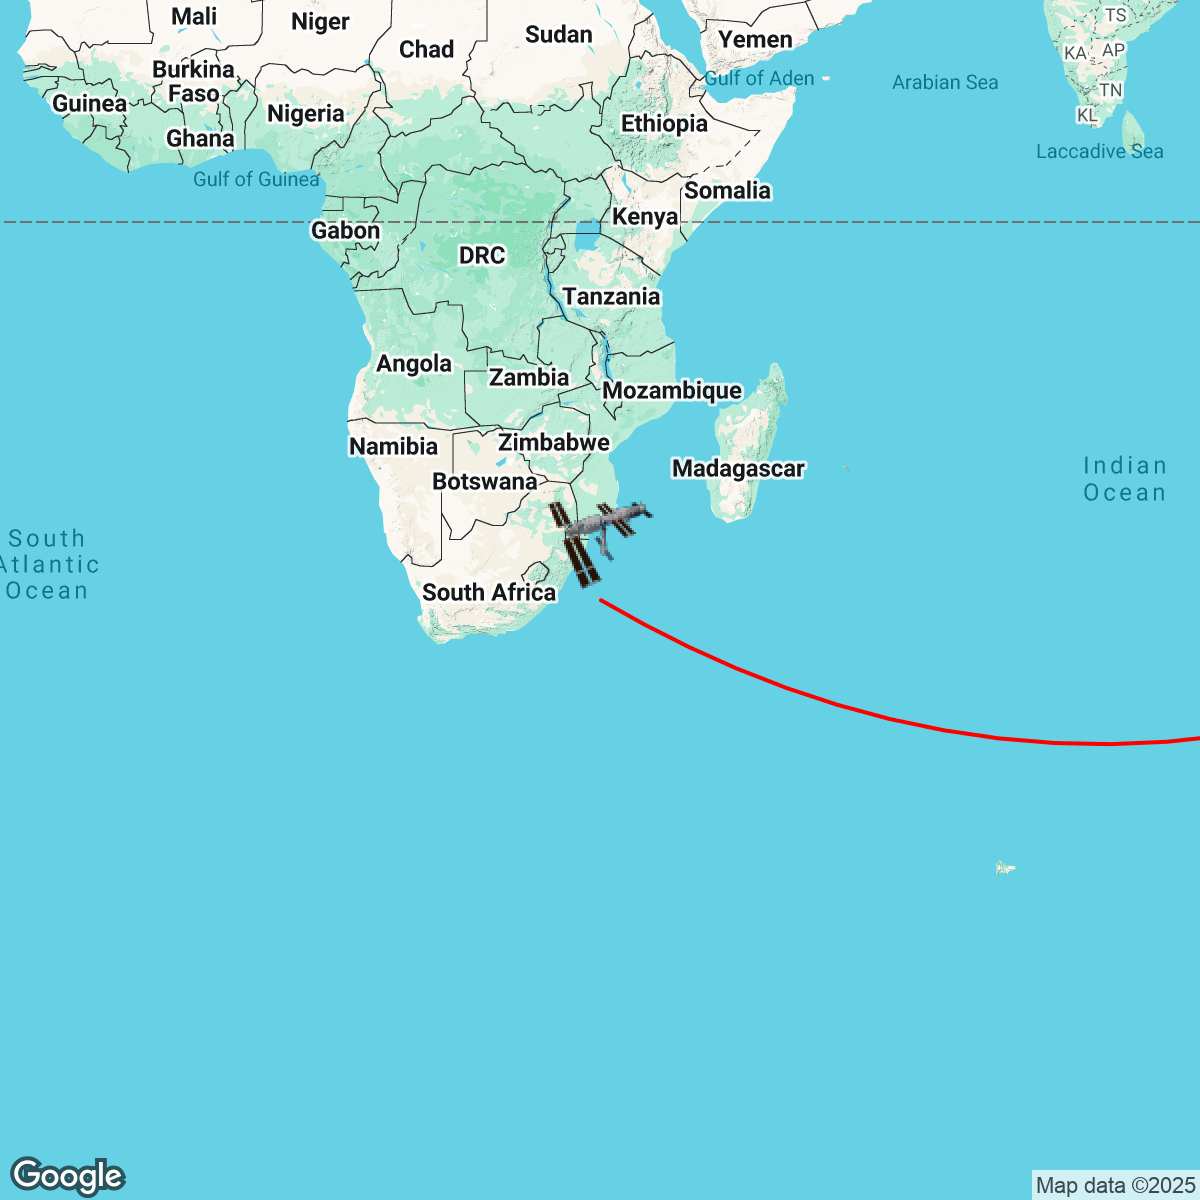 Mali
Niger
Sudan
Yemen
TS
Chad
KA
AP
Burkina
Faso
Gulf of Aden
Arabian Sea
TN
Guinea
Nigeria
KL
Ghana
Ethiopia
Laccadive Sea
Gulf of Guinea
Somalia
Gabon
Kenya
DRC
Tanzania
Angola
Zambia
Mozambique
Namibia
Zimbabwe
Botswana
Madagascar
Indian
Ocean
South
Atlantic
Ocean
South Africa
Google
Map data ©2025